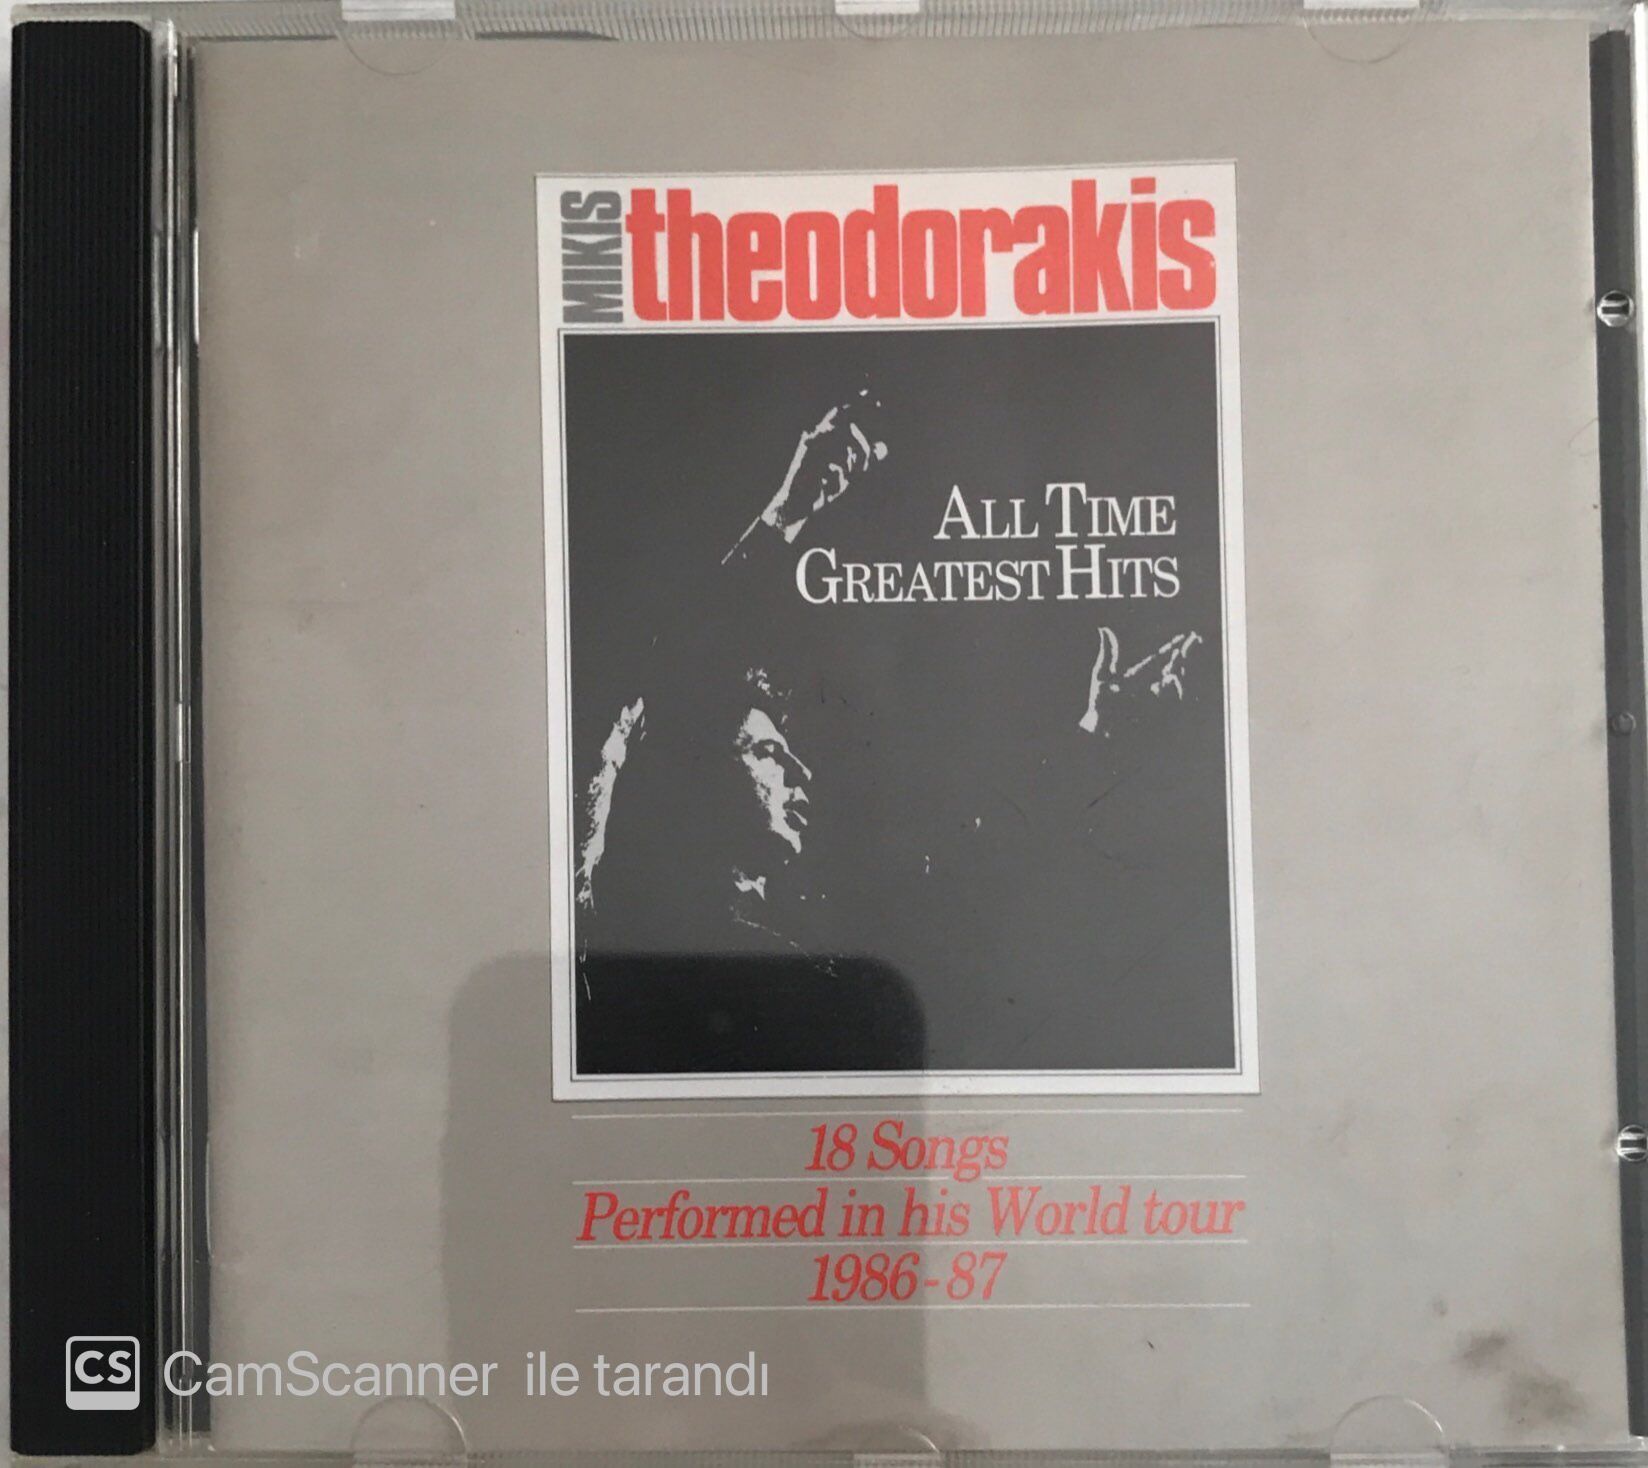 MIKIS theodorakis
ALL TIME
GREATEST HITS
18 Songs
Performed in his World tour
1986-87
CS CamScanner ile tarandı